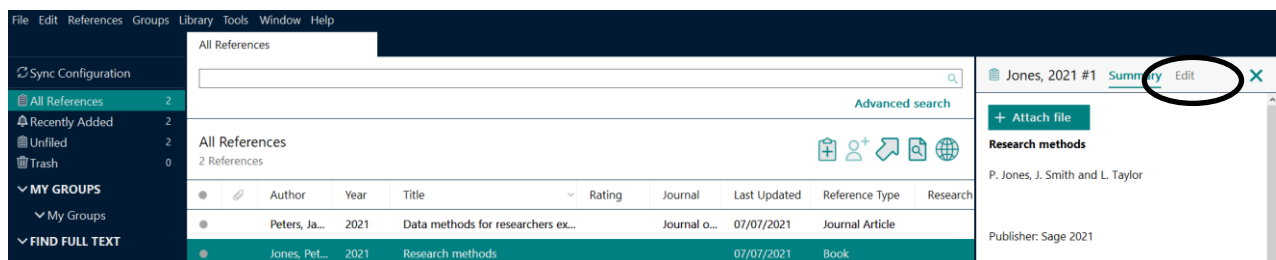 File Edit References Groups Library Tools Window Help
All References
Sync Configuration
All References 2
Recently Added 2
Unfiled 2
Trash 0
MY GROUPS
My Groups
FIND FULL TEXT
Advanced search
All References
2 References
Author Year Title Rating Journal Last Updated Reference Type Research
Peters, Ja... 2021 Data methods for researchers ex... Journal o... 07/07/2021 Journal Article
Jones, Pet... 2021 Research methods 07/07/2021 Book
Jones, 2021 #1 Summary Edit
+ Attach file
Research methods
P. Jones, J. Smith and L. Taylor
Publisher: Sage 2021